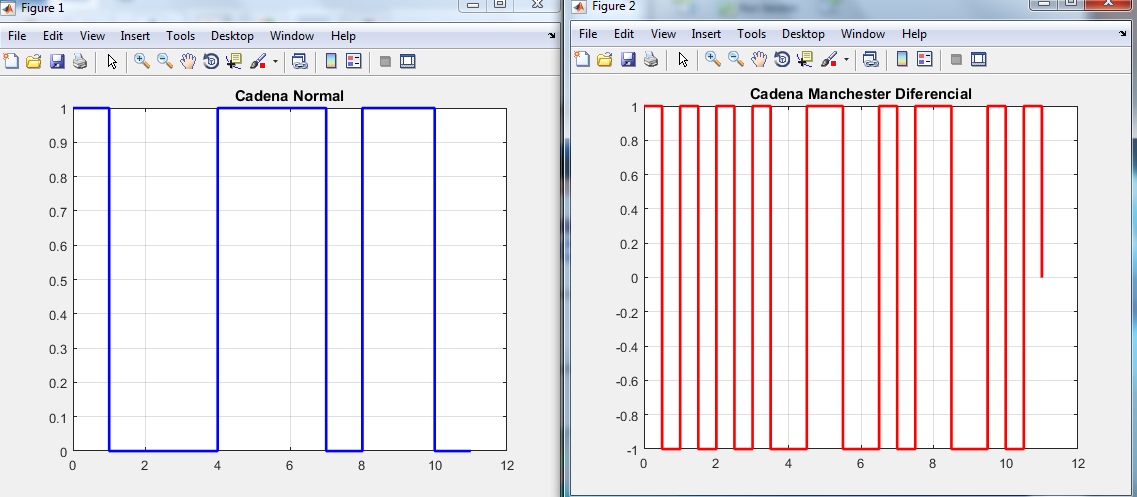 Figure 1
File Edit View Insert Tools Desktop Window Help
Cadena Normal
1
0.9
0.8
0.7
0.6
0.5
0.4
0.3
0.2
0.1
0
0 2 4 6 8 10 12
Figure 2
File Edit View Insert Tools Desktop Window Help
Cadena Manchester Diferencial
1
0.8
0.6
0.4
0.2
0
-0.2
-0.4
-0.6
-0.8
-1
0 2 4 6 8 10 12